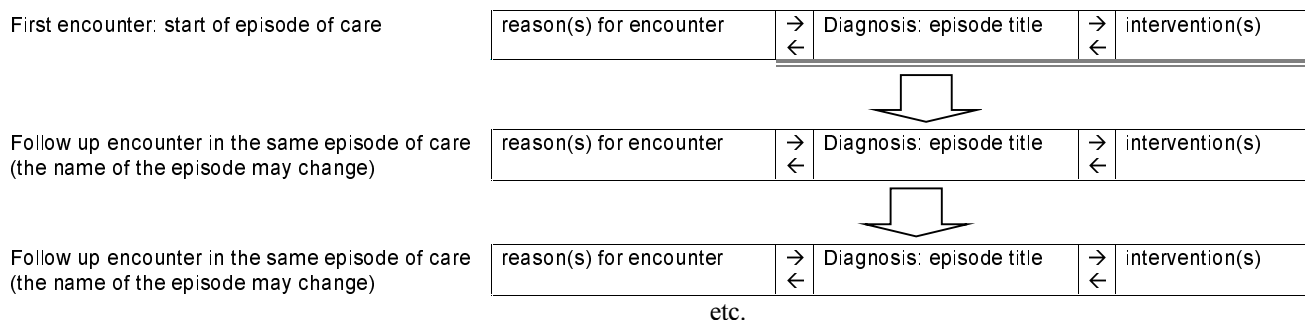 First encounter: start of episode of care reason(s) for encounter → Diagnosis: episode title → intervention(s)
← ←
Follow up encounter in the same episode of care reason(s) for encounter → Diagnosis: episode title → intervention(s)
(the name of the episode may change) ← ←
Follow up encounter in the same episode of care reason(s) for encounter → Diagnosis: episode title → intervention(s)
(the name of the episode may change) ← ←
etc.